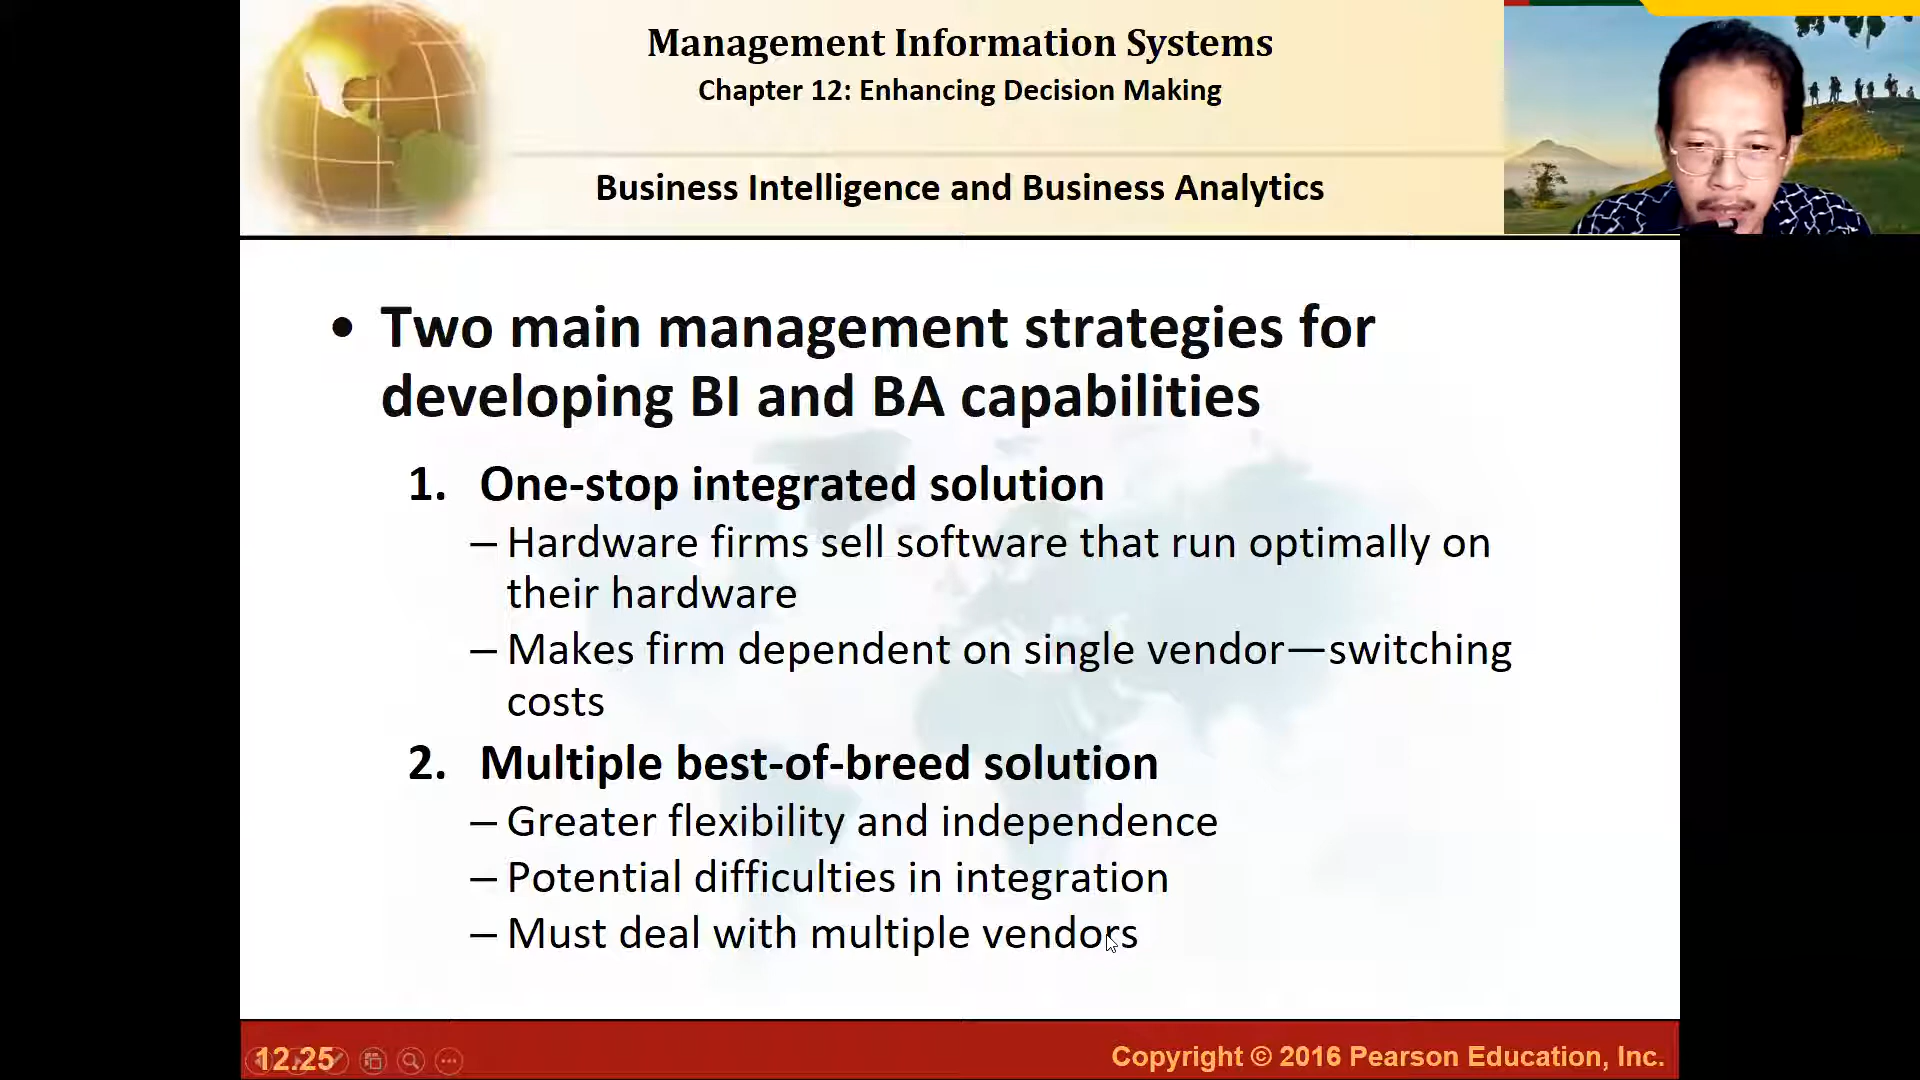 Management Information Systems
Chapter 12: Enhancing Decision Making
Business Intelligence and Business Analytics
• Two main management strategies for
developing BI and BA capabilities
1. One-stop integrated solution
– Hardware firms sell software that run optimally on
their hardware
– Makes firm dependent on single vendor—switching
costs
2. Multiple best-of-breed solution
– Greater flexibility and independence
– Potential difficulties in integration
– Must deal with multiple vendors
12.25
Copyright © 2016 Pearson Education, Inc.